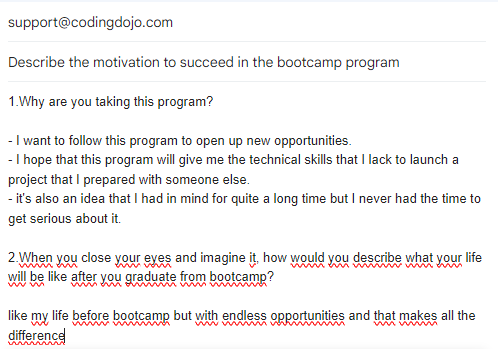 support@codingdojo.com
Describe the motivation to succeed in the bootcamp program
1.Why are you taking this program?
- I want to follow this program to open up new opportunities.
- I hope that this program will give me the technical skills that I lack to launch a
project that I prepared with someone else.
- it's also an idea that I had in mind for quite a long time but I never had the time to
get serious about it.
2.When you close your eyes and imagine it, how would you describe what your life
will be like after you graduate from bootcamp?
like my life before bootcamp but with endless opportunities and that makes all the
difference